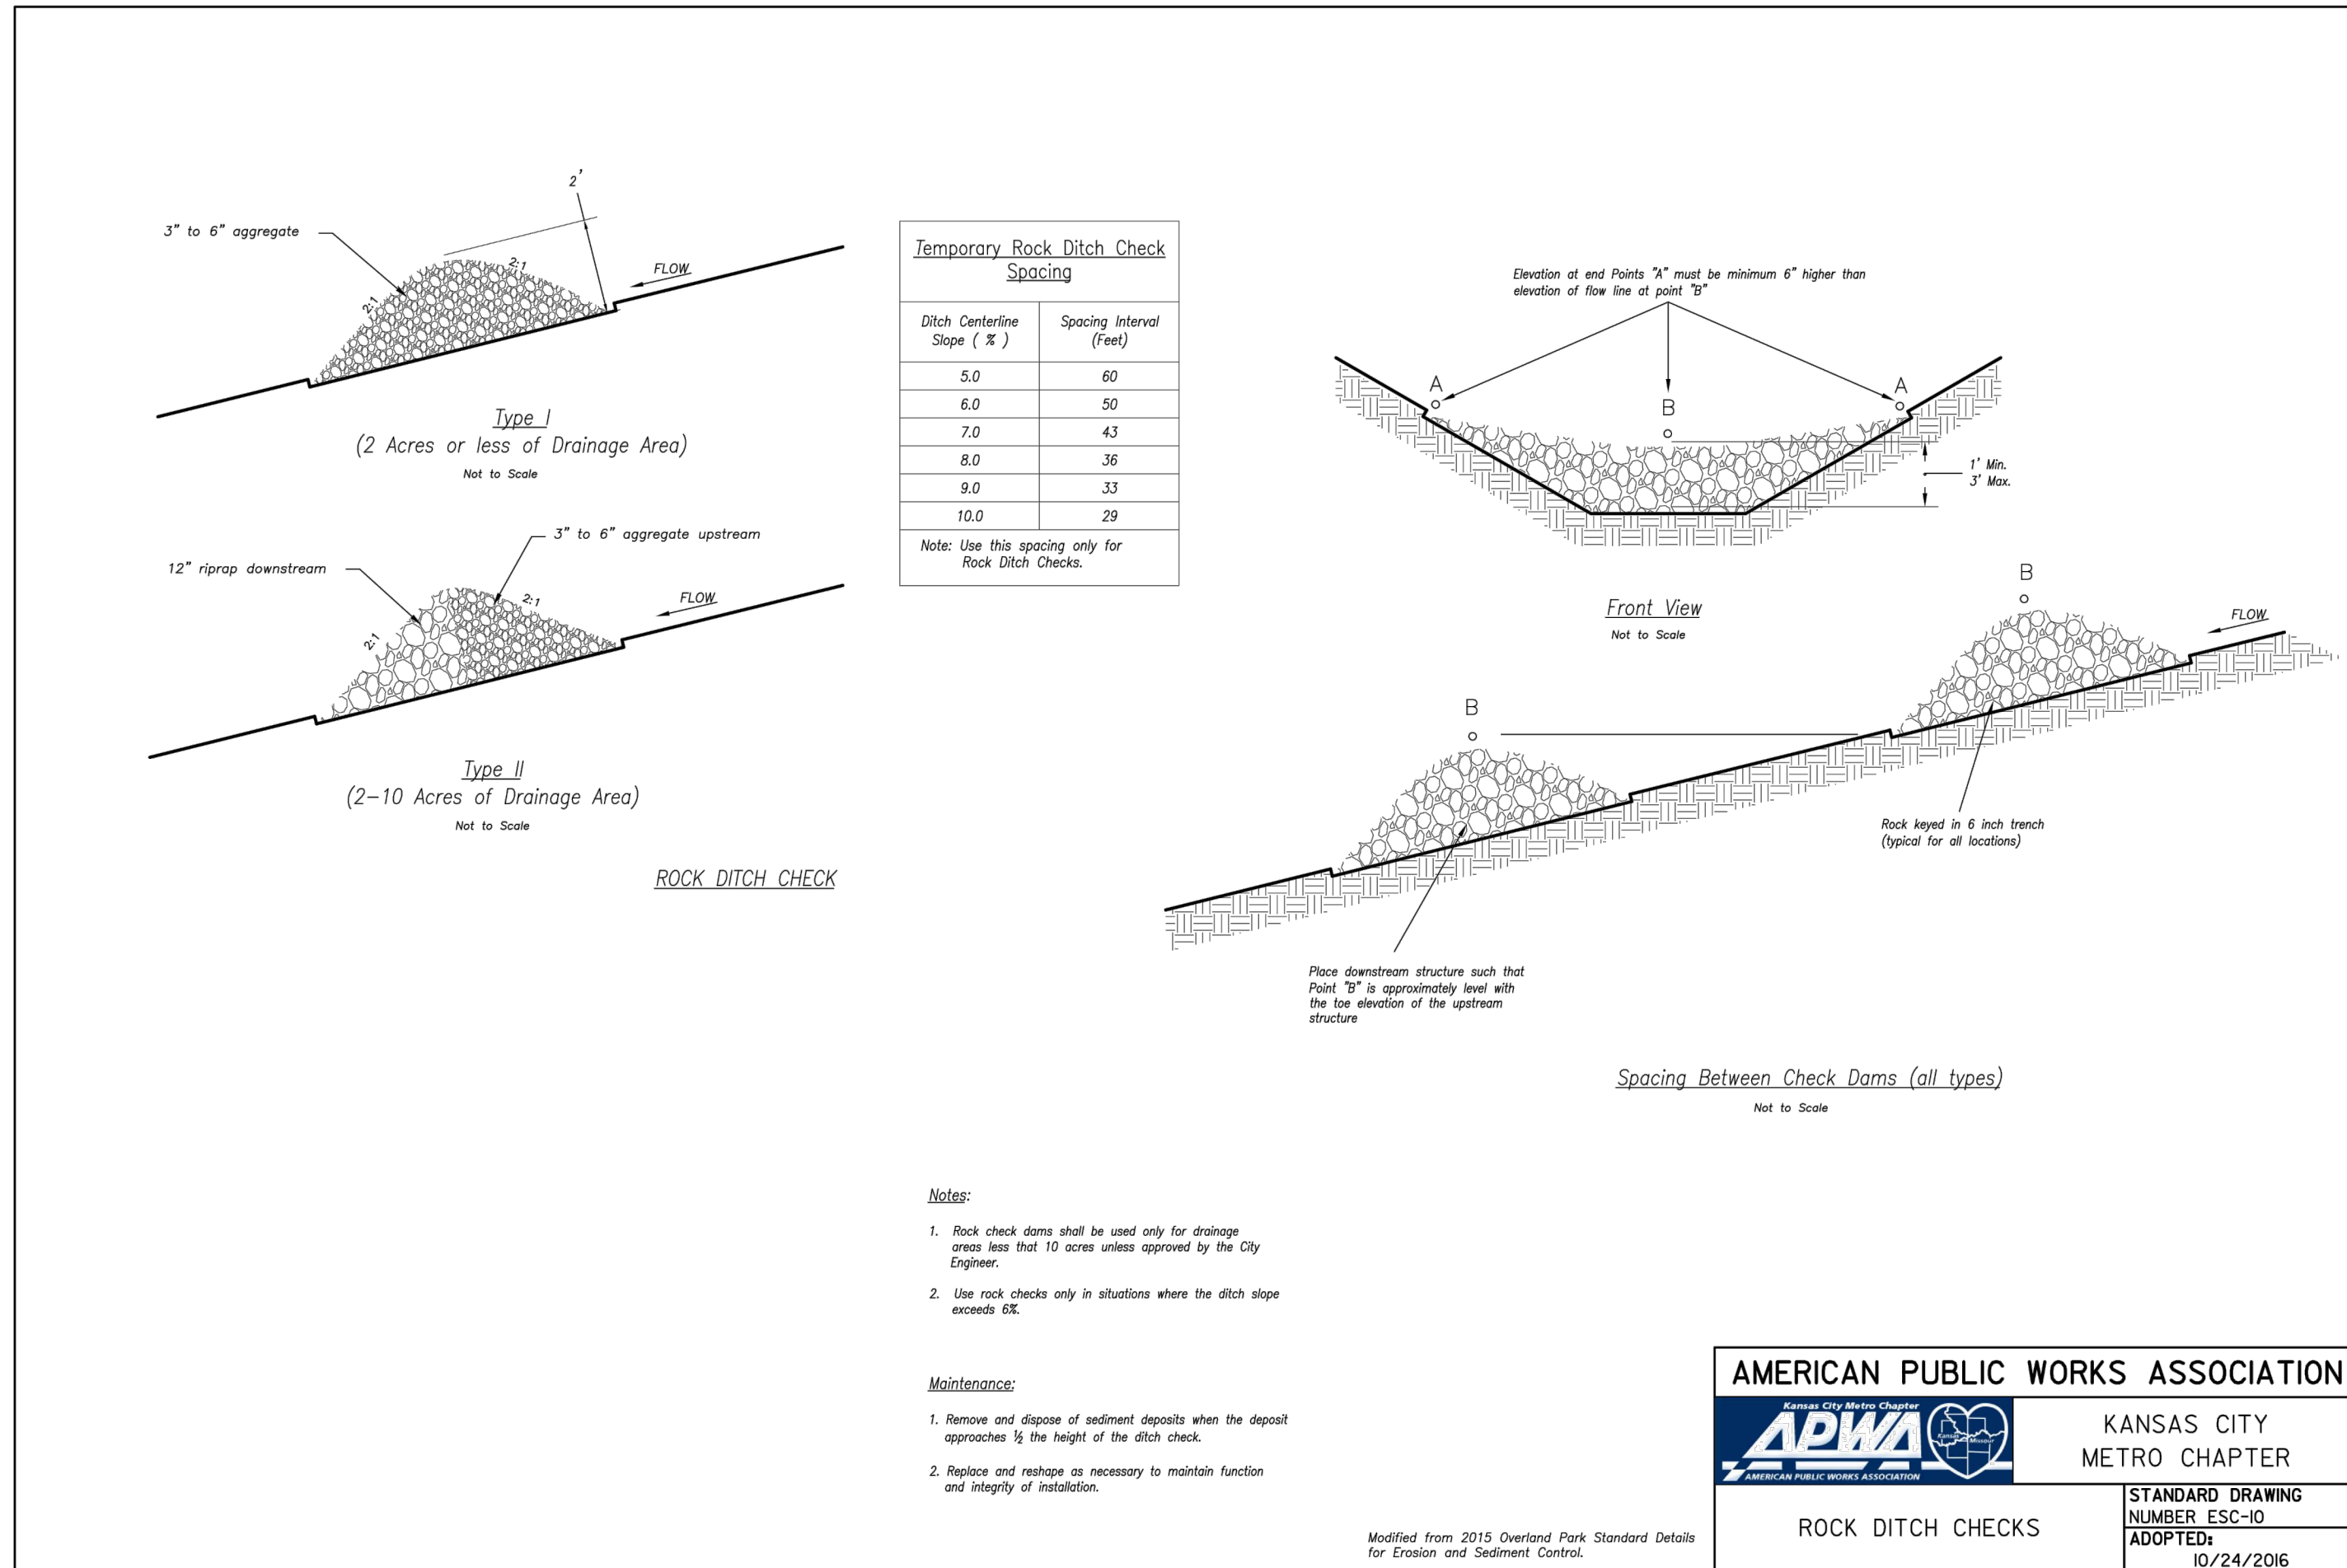 2'
3" to 6" aggregate
2:1
2:1
FLOW
Type I
(2 Acres or less of Drainage Area)
Not to Scale
3" to 6" aggregate upstream
12" riprap downstream
2:1
2:1
FLOW
Type II
(2-10 Acres of Drainage Area)
Not to Scale
ROCK DITCH CHECK
Temporary Rock Ditch Check
Spacing
Ditch Centerline
Slope ( % )
Spacing Interval
(Feet)
5.0 60
6.0 50
7.0 43
8.0 36
9.0 33
10.0 29
Note: Use this spacing only for
Rock Ditch Checks.
Elevation at end Points "A" must be minimum 6" higher than
elevation of flow line at point "B"
A
B
A
1' Min.
3' Max.
Front View
Not to Scale
B
FLOW
B
Rock keyed in 6 inch trench
(typical for all locations)
Place downstream structure such that
Point "B" is approximately level with
the toe elevation of the upstream
structure
Spacing Between Check Dams (all types)
Not to Scale
Notes:
1. Rock check dams shall be used only for drainage
areas less that 10 acres unless approved by the City
Engineer.
2. Use rock checks only in situations where the ditch slope
exceeds 6%.
Maintenance:
1. Remove and dispose of sediment deposits when the deposit
approaches ½ the height of the ditch check.
2. Replace and reshape as necessary to maintain function
and integrity of installation.
Modified from 2015 Overland Park Standard Details
for Erosion and Sediment Control.
AMERICAN PUBLIC WORKS ASSOCIATION
Kansas City Metro Chapter
APWA
Kansas
Missouri
AMERICAN PUBLIC WORKS ASSOCIATION
KANSAS CITY
METRO CHAPTER
ROCK DITCH CHECKS
STANDARD DRAWING
NUMBER ESC-10
ADOPTED:
10/24/2016